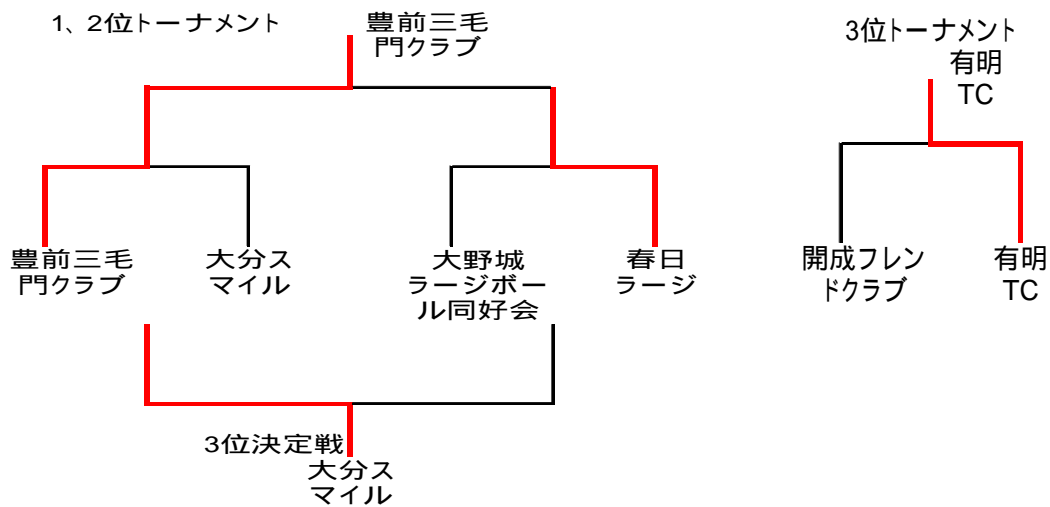 1、2位トーナメント
豊前三毛
門クラブ
3位トーナメント
有明
TC
豊前三毛
門クラブ
大分ス
マイル
大野城
ラージボー
ル同好会
春日
ラージ
開成フレン
ドクラブ
有明
TC
3位決定戦
大分ス
マイル